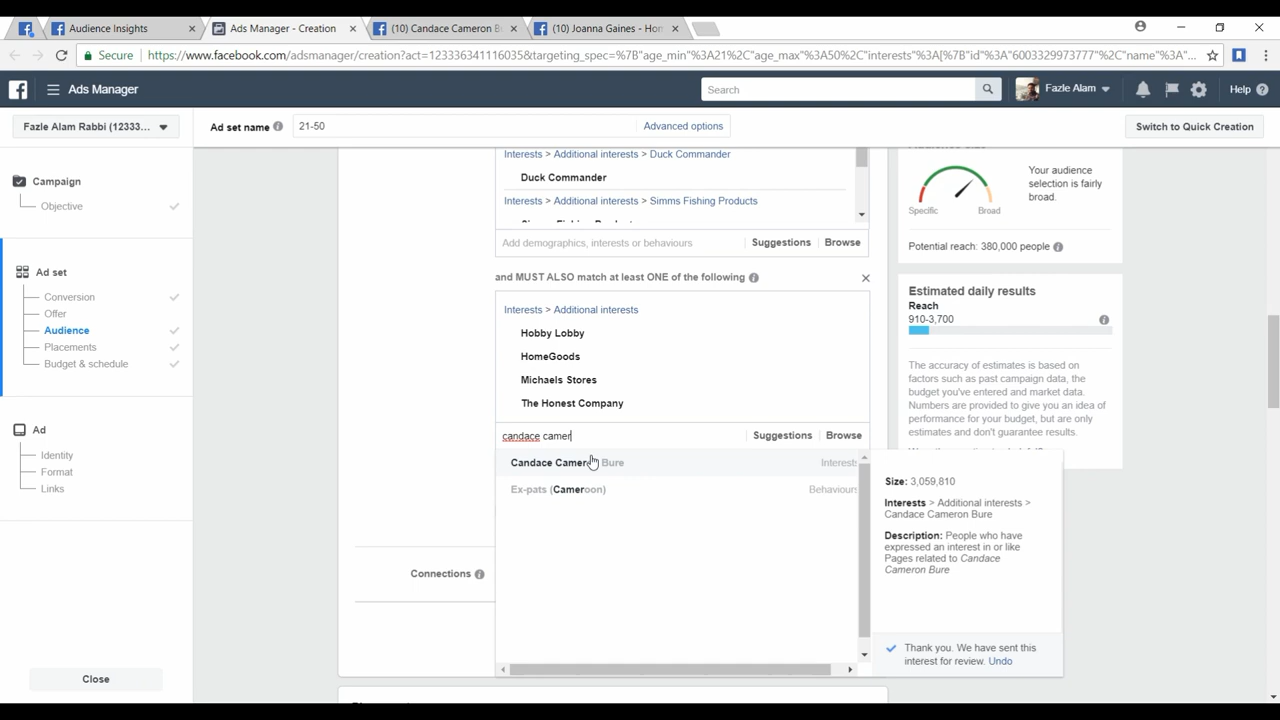 Audience Insights
Ads Manager - Creation
(10) Candace Cameron B
(10) Joanna Gaines - Hom
Secure
https://www.facebook.com/adsmanager/creation?act=123336341116035&targeting_spec=%7B"age_min"%3A21%2C"age_max"%3A50%2C"interests"%3A[%7B"id"%3A"6003329973777"%2C"name"%3A"...
Ads Manager
Search
Fazle Alam
Help
Fazle Alam Rabbi (12333...
Ad set name
21-50
Advanced options
Switch to Quick Creation
Campaign
Objective
Ad set
Conversion
Offer
Audience
Placements
Budget & schedule
Ad
Identity
Format
Links
Close
Interests > Additional interests > Duck Commander
Duck Commander
Interests > Additional interests > Simms Fishing Products
Add demographics, interests or behaviours
Suggestions
Browse
and MUST ALSO match at least ONE of the following
Interests > Additional interests
Hobby Lobby
HomeGoods
Michaels Stores
The Honest Company
candace camer
Suggestions
Browse
Candace Cameron Bure
Interests
Ex-pats (Cameroon)
Behaviours
Connections
Your audience
selection is fairly
broad.
Specific
Broad
Potential reach: 380,000 people
Estimated daily results
Reach
910-3,700
The accuracy of estimates is based on
factors such as past campaign data, the
budget you've entered and market data.
Numbers are provided to give you an idea of
performance for your budget, but are only
estimates and don't guarantee results.
Size: 3,059,810
Interests > Additional interests >
Candace Cameron Bure
Description: People who have
expressed an interest in or like
Pages related to Candace
Cameron Bure
Thank you. We have sent this
interest for review. Undo